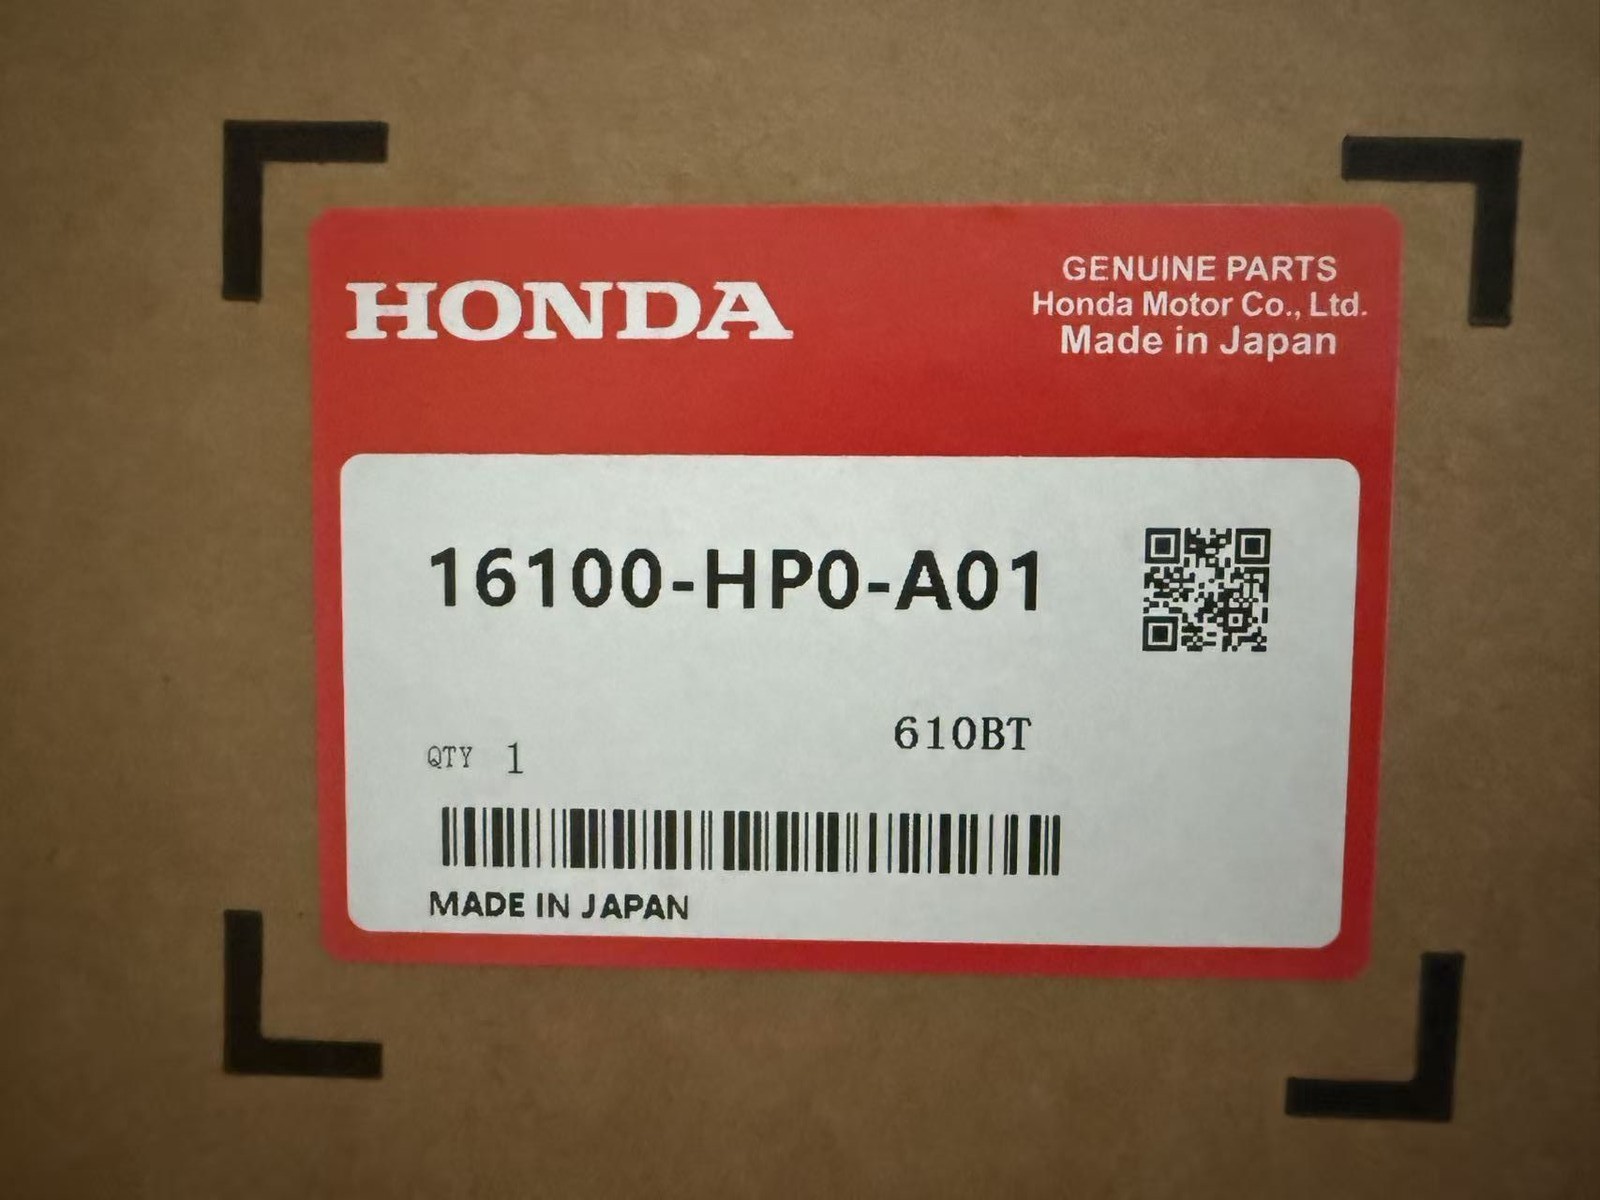 HONDA
GENUINE PARTS
Honda Motor Co., Ltd.
Made in Japan
16100-HP0-A01
610BT
QTY 1
MADE IN JAPAN